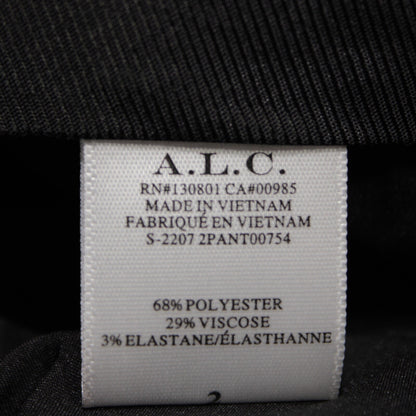 A.L.C.
RN#130801 CA#00985
MADE IN VIETNAM
FABRIQUÉ EN VIETNAM
S-2207 2PANT00754
68% POLYESTER
29% VISCOSE
3% ELASTANE/ÉLASTHANNE